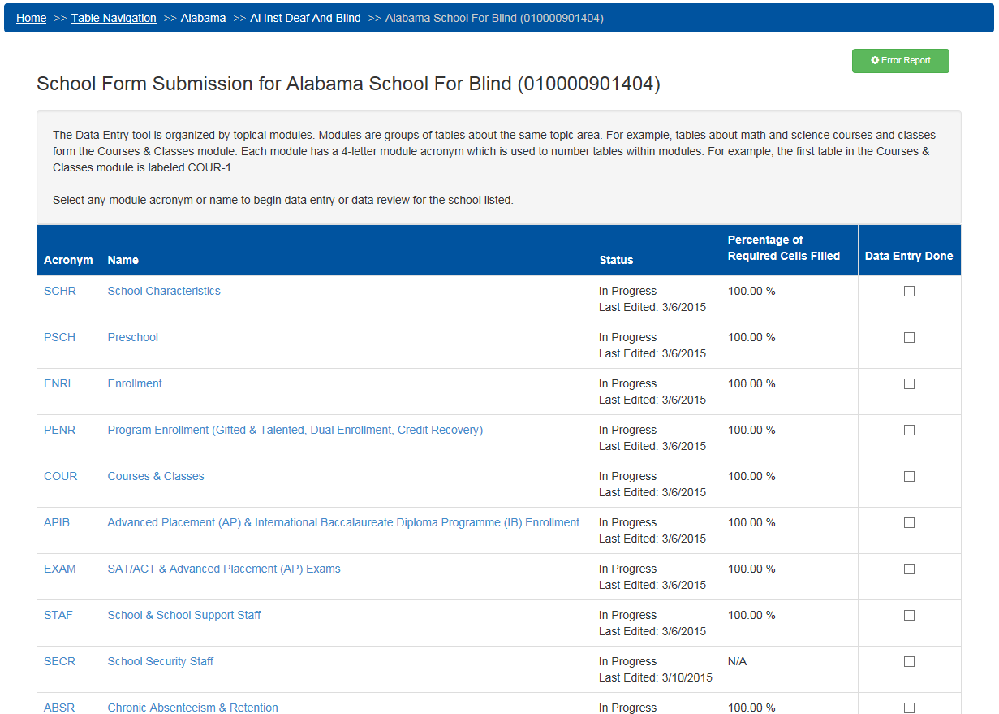 Home >> Table Navigation >> Alabama >> Al Inst Deaf And Blind >> Alabama School For Blind (010000901404)
Error Report
School Form Submission for Alabama School For Blind (010000901404)
The Data Entry tool is organized by topical modules. Modules are groups of tables about the same topic area. For example, tables about math and science courses and classes
form the Courses & Classes module. Each module has a 4-letter module acronym which is used to number tables within modules. For example, the first table in the Courses &
Classes module is labeled COUR-1.
Select any module acronym or name to begin data entry or data review for the school listed.
Percentage of
Acronym Name Status Required Cells Filled Data Entry Done
SCHR School Characteristics In Progress 100.00 %
Last Edited: 3/6/2015
PSCH Preschool In Progress 100.00 %
Last Edited: 3/6/2015
ENRL Enrollment In Progress 100.00 %
Last Edited: 3/6/2015
PENR Program Enrollment (Gifted & Talented, Dual Enrollment, Credit Recovery) In Progress 100.00 %
Last Edited: 3/6/2015
COUR Courses & Classes In Progress 100.00 %
Last Edited: 3/6/2015
APIB Advanced Placement (AP) & International Baccalaureate Diploma Programme (IB) Enrollment In Progress 100.00 %
Last Edited: 3/6/2015
EXAM SAT/ACT & Advanced Placement (AP) Exams In Progress 100.00 %
Last Edited: 3/6/2015
STAF School & School Support Staff In Progress 100.00 %
Last Edited: 3/6/2015
SECR School Security Staff In Progress N/A
Last Edited: 3/10/2015
ABSR Chronic Absenteeism & Retention In Progress 100.00 %